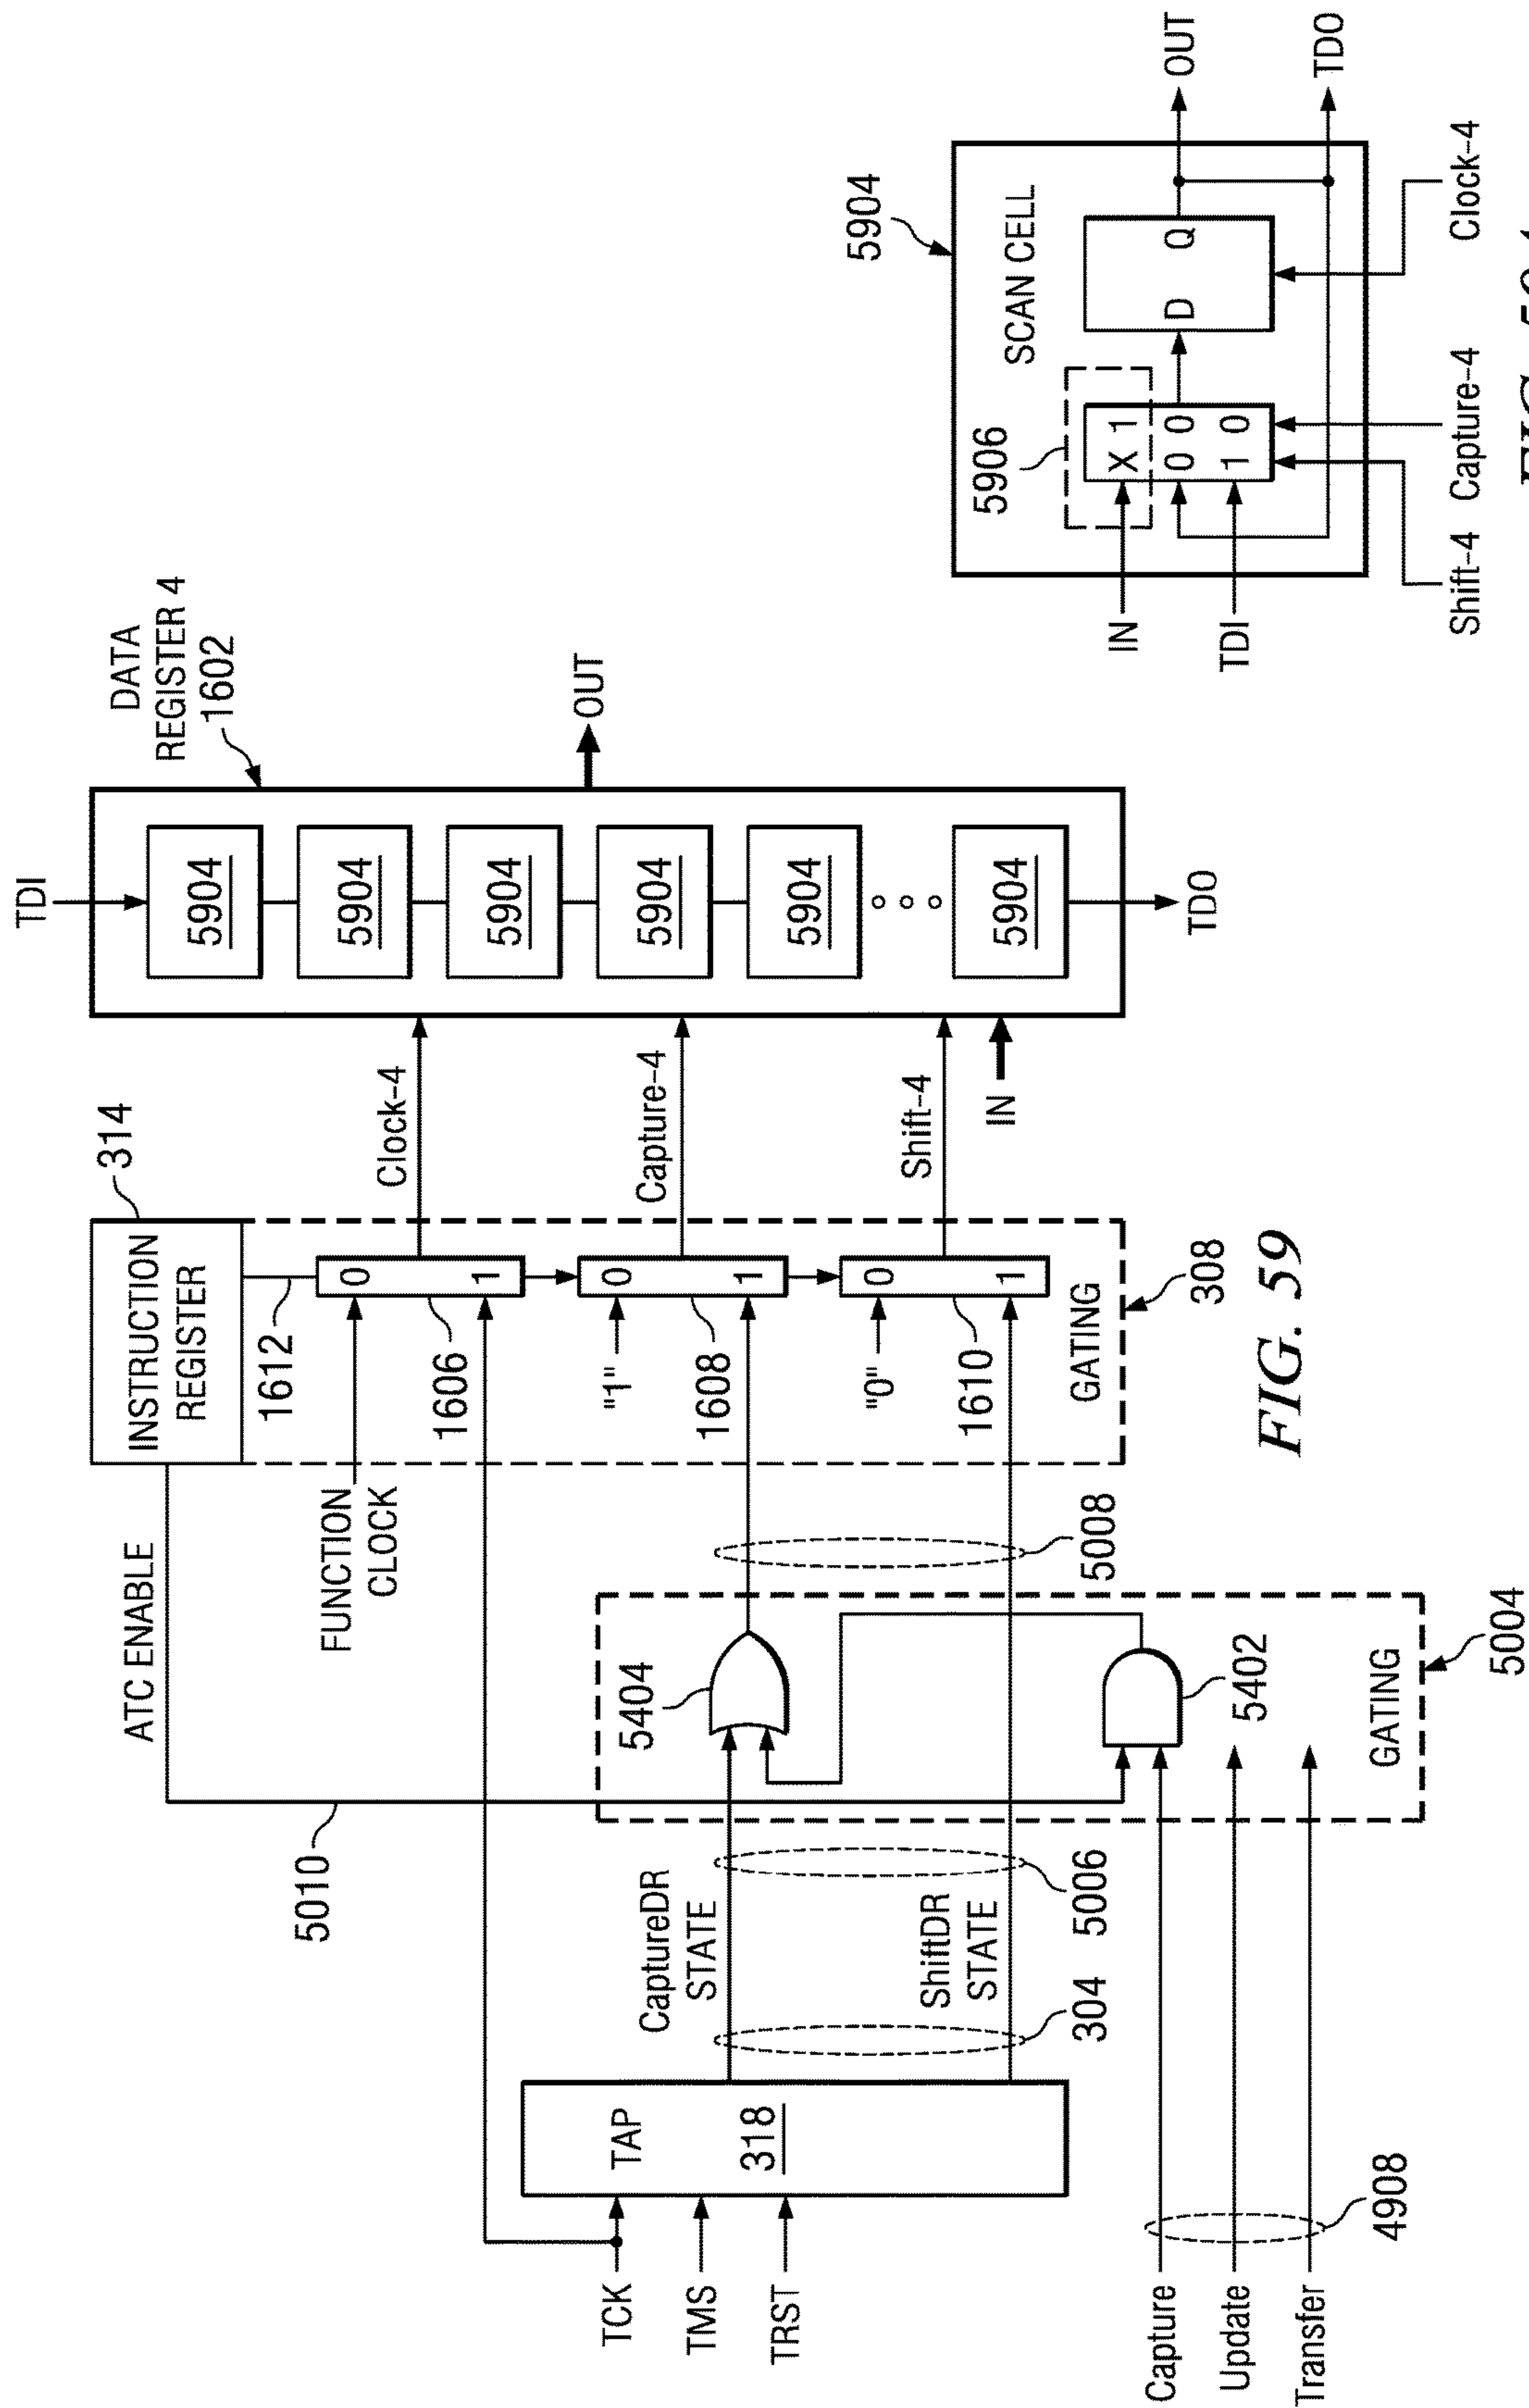 TCK
TMS
TRST
TAP
318
Capture
Update
Transfer
4908
CaptureDR
STATE
ShiftDR
STATE
304
5006
5010
ATC ENABLE
5404
5402
GATING
5004
5008
INSTRUCTION
REGISTER
314
1612
FUNCTION
CLOCK
0
1
1606
"1"
0
1
1608
"0"
0
1
1610
GATING
308
Clock-4
Capture-4
Shift-4
IN
TDI
DATA
REGISTER 4
1602
5904
5904
5904
5904
5904
5904
OUT
TDO
FIG. 59
5904
SCAN CELL
5906
IN
TDI
X 1
0 0
1 0
D Q
OUT
TDO
Shift-4
Capture-4
Clock-4